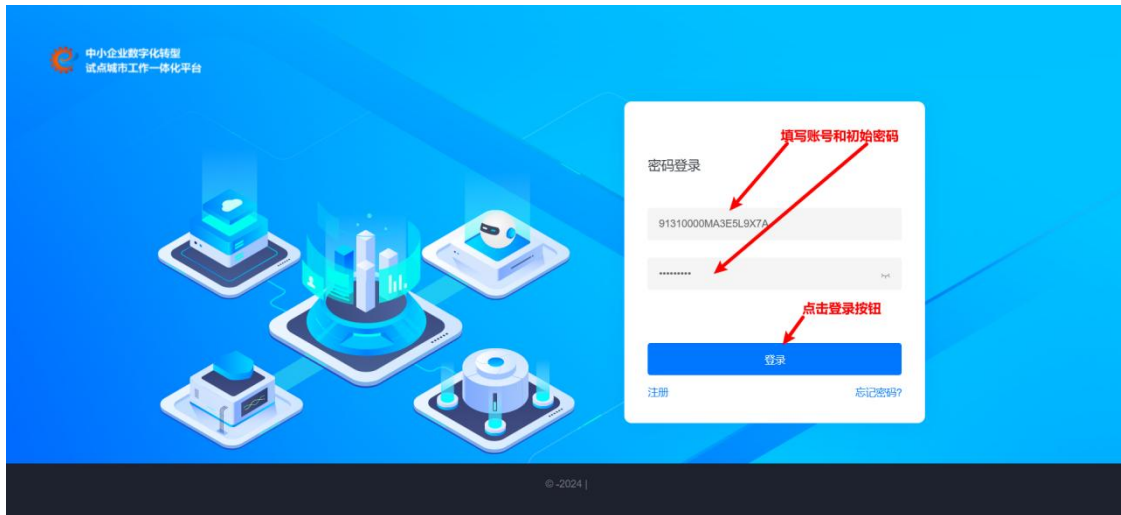 中小企业数字化转型
试点城市工作一体化平台
填写账号和初始密码
密码登录
91310000MA3E5L9X7A
•••••••••
点击登录按钮
登录
注册
忘记密码?
© -2024 |